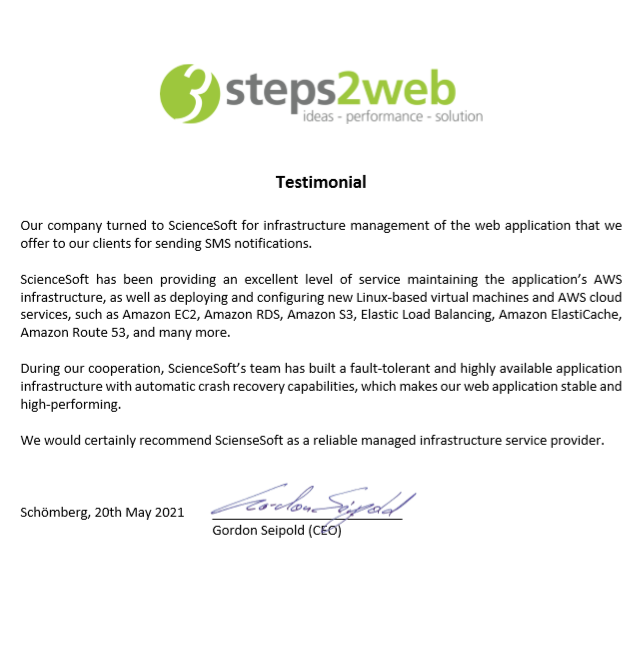 3 steps2web
ideas - performance - solution
Testimonial
Our company turned to ScienceSoft for infrastructure management of the web application that we
offer to our clients for sending SMS notifications.
ScienceSoft has been providing an excellent level of service maintaining the application's AWS
infrastructure, as well as deploying and configuring new Linux-based virtual machines and AWS cloud
services, such as Amazon EC2, Amazon RDS, Amazon S3, Elastic Load Balancing, Amazon ElastiCache,
Amazon Route 53, and many more.
During our cooperation, ScienceSoft's team has built a fault-tolerant and highly available application
infrastructure with automatic crash recovery capabilities, which makes our web application stable and
high-performing.
We would certainly recommend ScienseSoft as a reliable managed infrastructure service provider.
Gordon Seipold
Schömberg, 20th May 2021
Gordon Seipold (CEO)